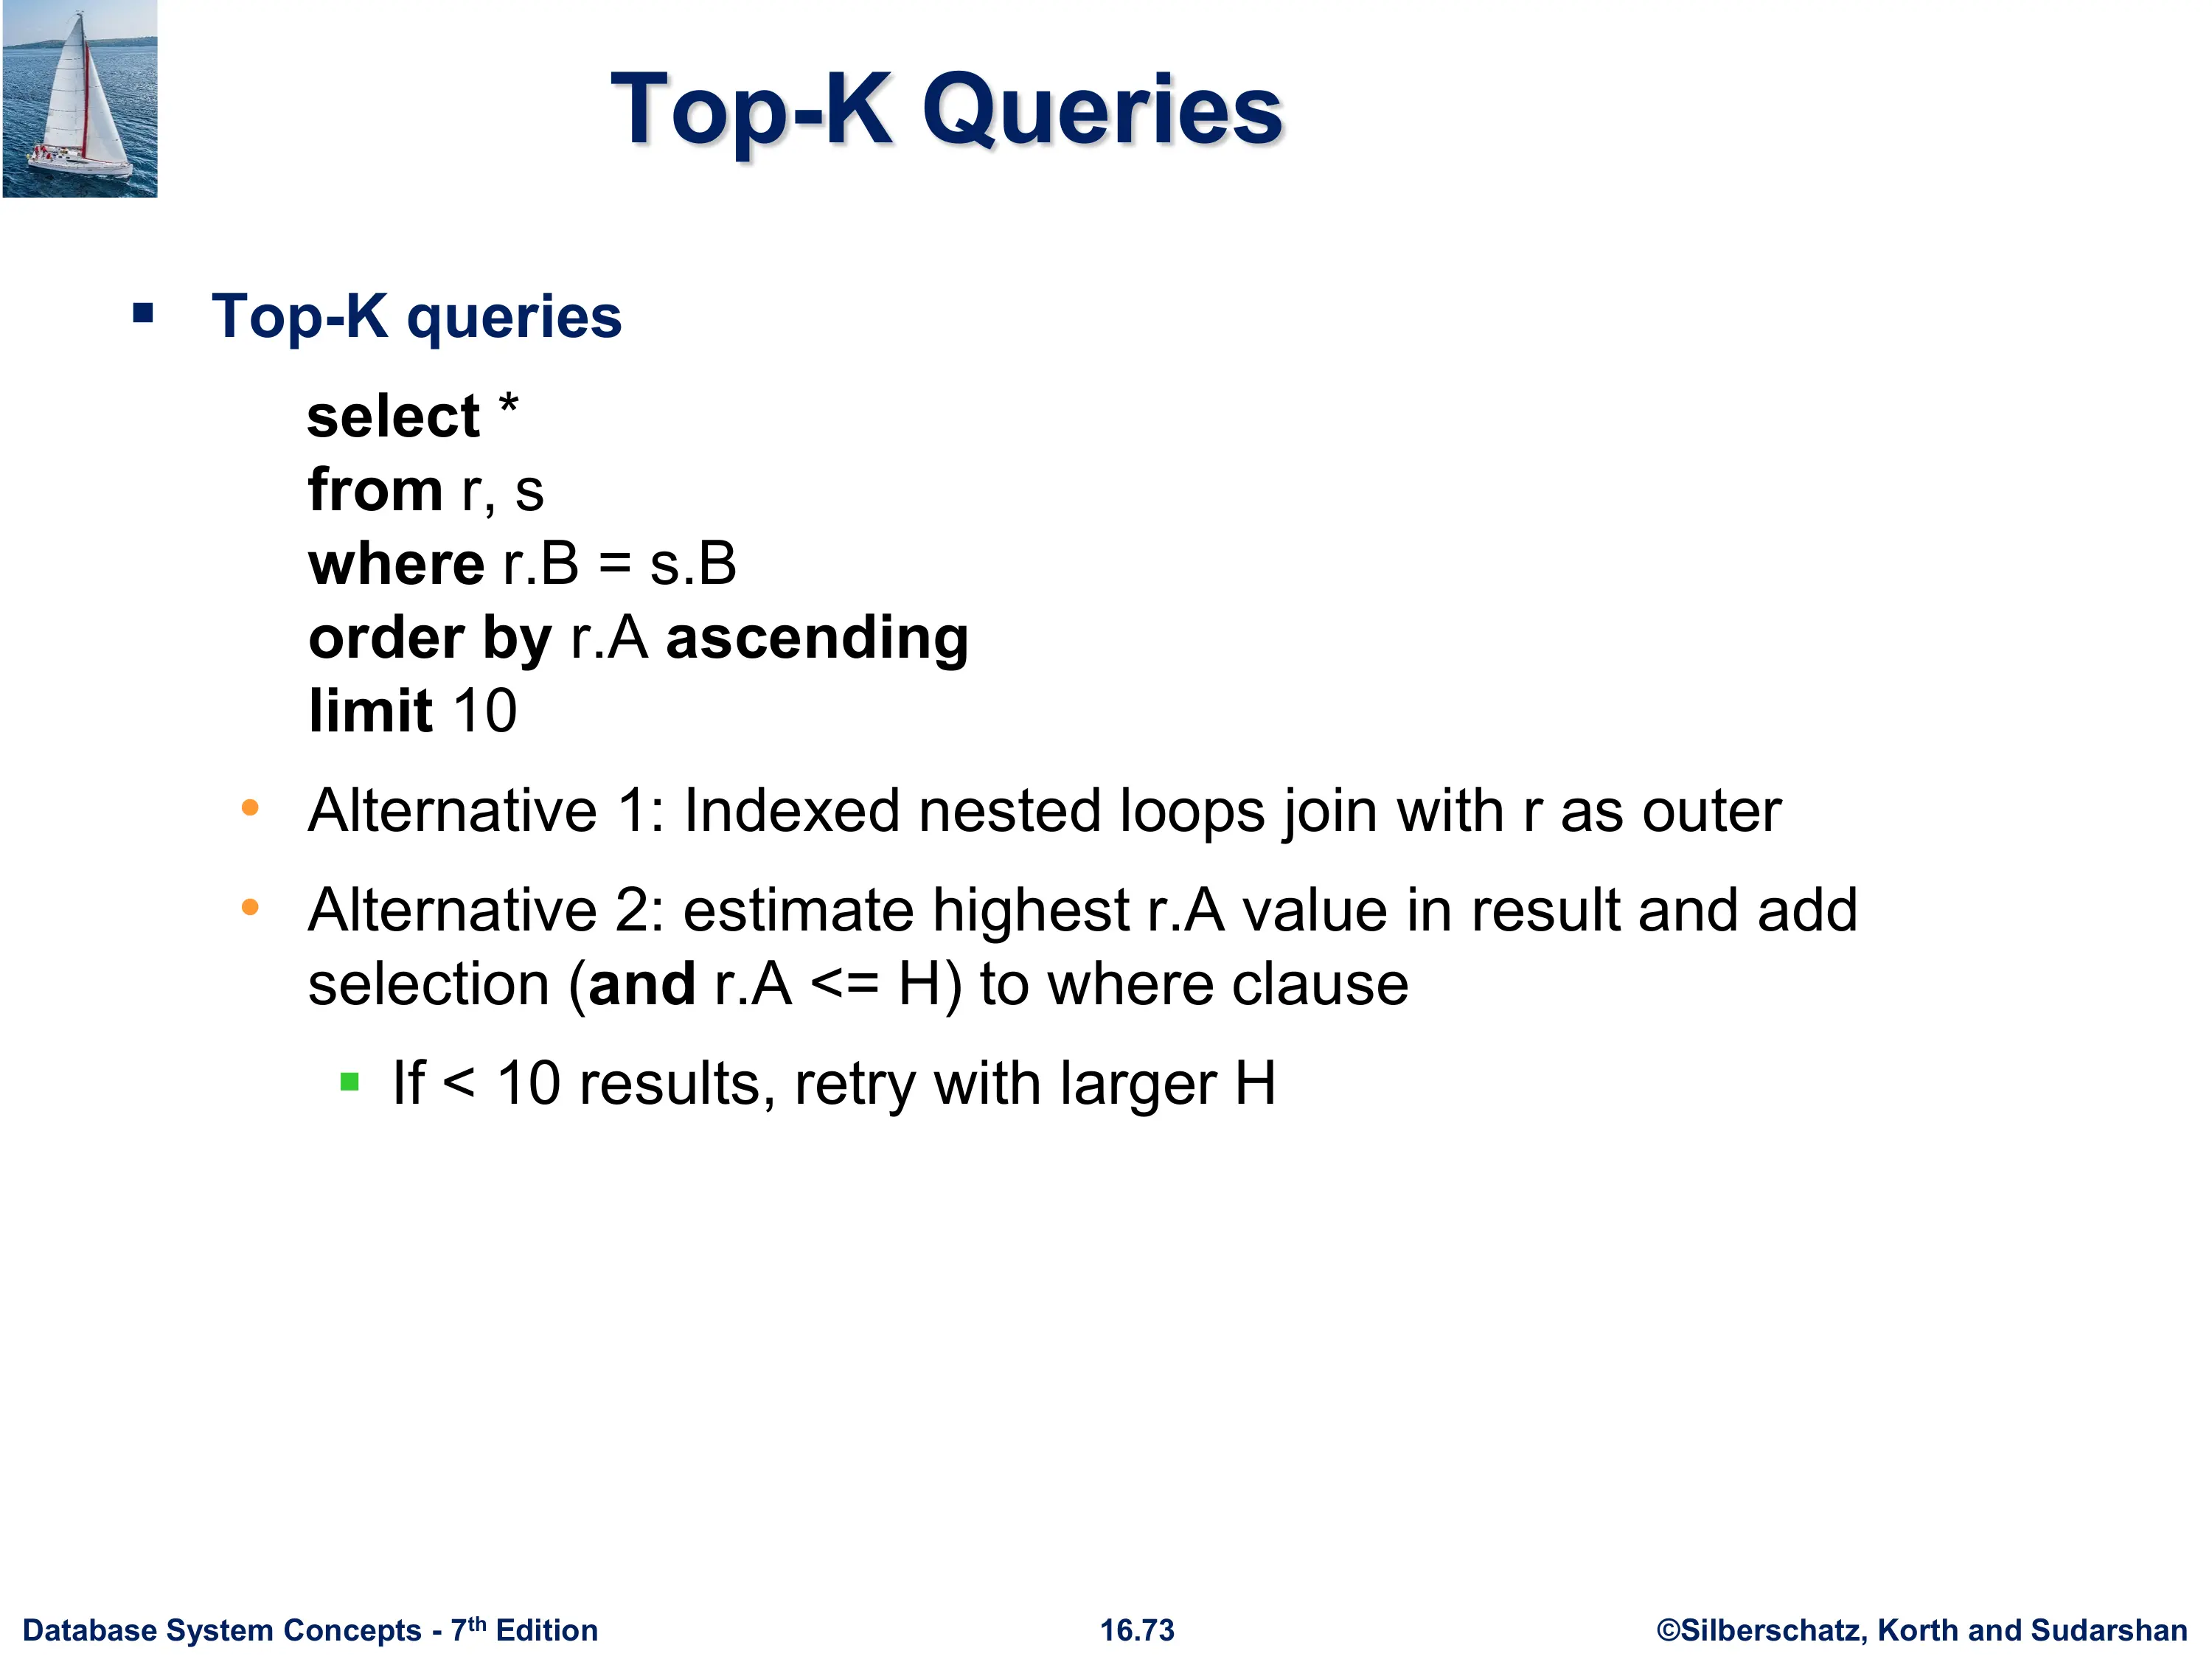 Top-K Queries
▪ Top-K queries
select *
from r, s
where r.B = s.B
order by r.A ascending
limit 10
• Alternative 1: Indexed nested loops join with r as outer
• Alternative 2: estimate highest r.A value in result and add
selection (and r.A <= H) to where clause
▪ If < 10 results, retry with larger H
Database System Concepts - 7th Edition
16.73
©Silberschatz, Korth and Sudarshan